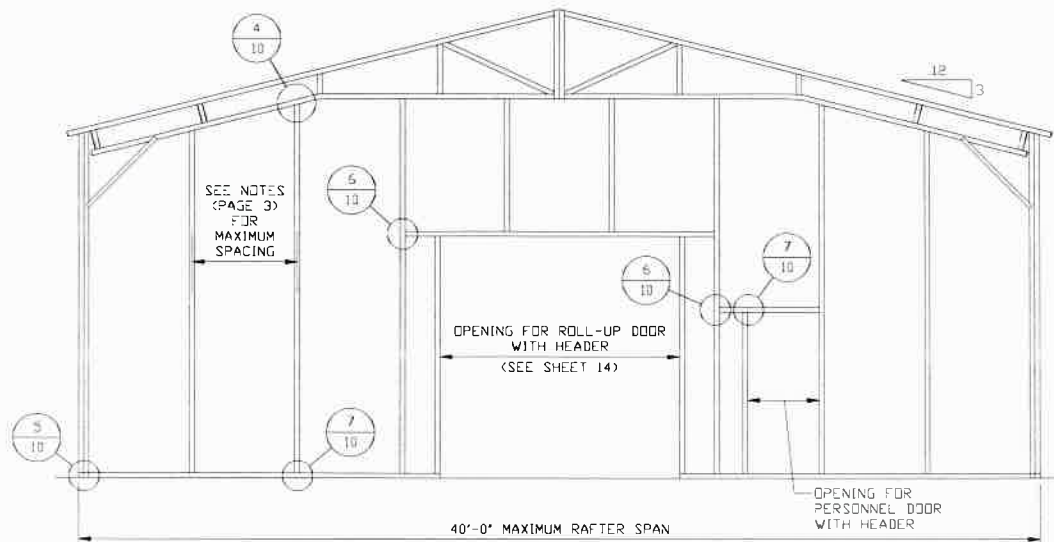 4
10
12
3
SEE NOTES
(PAGE 3)
FOR
MAXIMUM
SPACING
6
10
7
10
6
10
OPENING FOR ROLL-UP DOOR
WITH HEADER
(SEE SHEET 14)
5
10
7
10
OPENING FOR
PERSONNEL DOOR
WITH HEADER
40'-0" MAXIMUM RAFTER SPAN